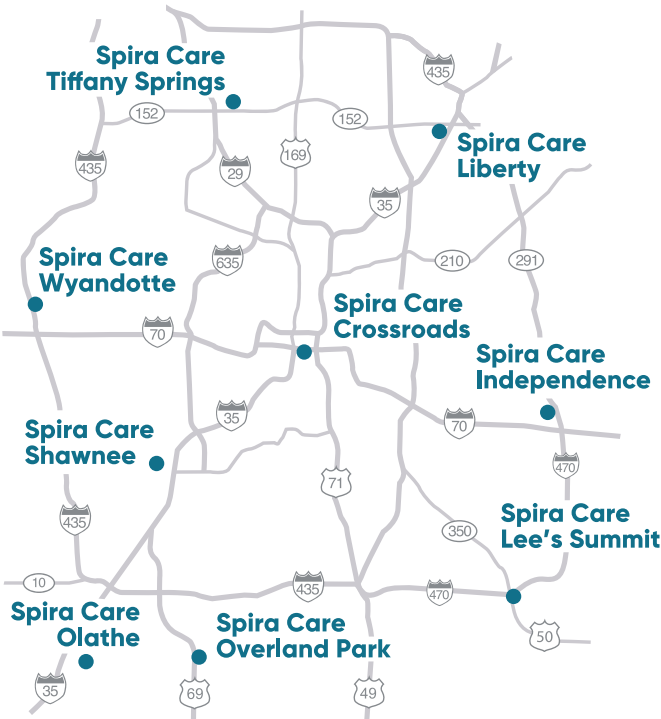 Spira Care
Tiffany Springs
435
152
152
Spira Care
Liberty
169
435
29
35
635
210
291
Spira Care
Wyandotte
Spira Care
Crossroads
70
Spira Care
Independence
35
70
Spira Care
Shawnee
470
71
Spira Care
Lee's Summit
435
350
10
435
470
Spira Care
Olathe
Spira Care
Overland Park
50
35
69
49